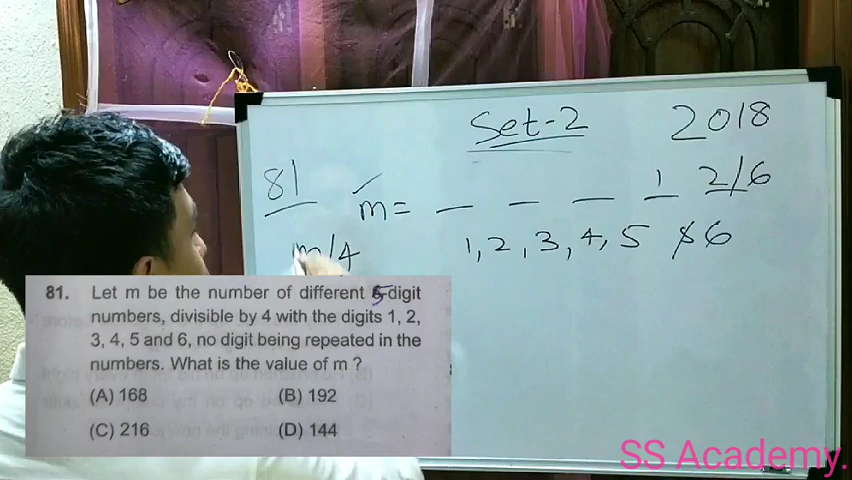 Set-2 2018
81 m = _ _ _ 1 2/6
1, 2, 3, 4, 5 6
m/4
81. Let m be the number of different 5-digit
numbers, divisible by 4 with the digits 1, 2,
3, 4, 5 and 6, no digit being repeated in the
numbers. What is the value of m ?
(A) 168 (B) 192
(C) 216 (D) 144
SS Academy.